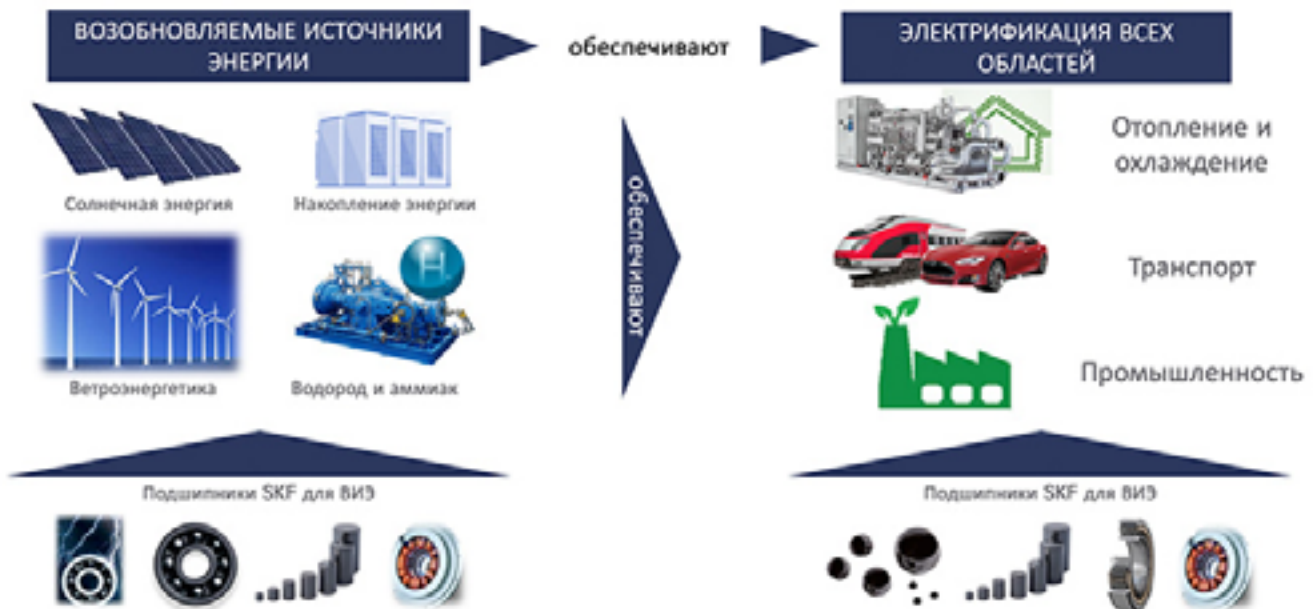 ВОЗОБНОВЛЯЕМЫЕ ИСТОЧНИКИ
ЭНЕРГИИ
обеспечивают
ЭЛЕКТРИФИКАЦИЯ ВСЕХ
ОБЛАСТЕЙ
Солнечная энергия
Накопление энергии
Ветроэнергетика
H
Водород и аммиак
обеспечивают
Отопление и
охлаждение
Транспорт
Промышленность
Подшипники SKF для ВИЭ
Подшипники SKF для ВИЭ